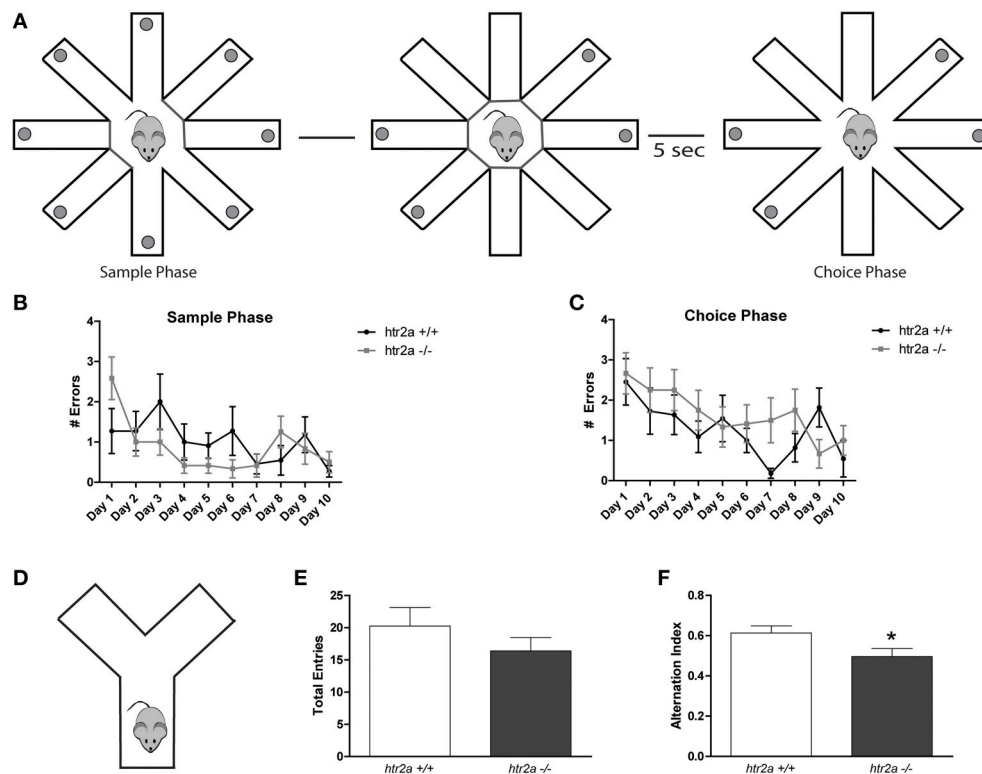 A
Sample Phase
5 sec
Choice Phase
B
Sample Phase
htr2a +/+
htr2a -/-
# Errors
4
3
2
1
0
Day 1
Day 2
Day 3
Day 4
Day 5
Day 6
Day 7
Day 8
Day 9
Day 10
C
Choice Phase
htr2a +/+
htr2a -/-
# Errors
4
3
2
1
0
Day 1
Day 2
Day 3
Day 4
Day 5
Day 6
Day 7
Day 8
Day 9
Day 10
D
E
Total Entries
25
20
15
10
5
0
htr2a +/+
htr2a -/-
F
Alternation Index
0.8
0.6
0.4
0.2
0.0
*
htr2a +/+
htr2a -/-